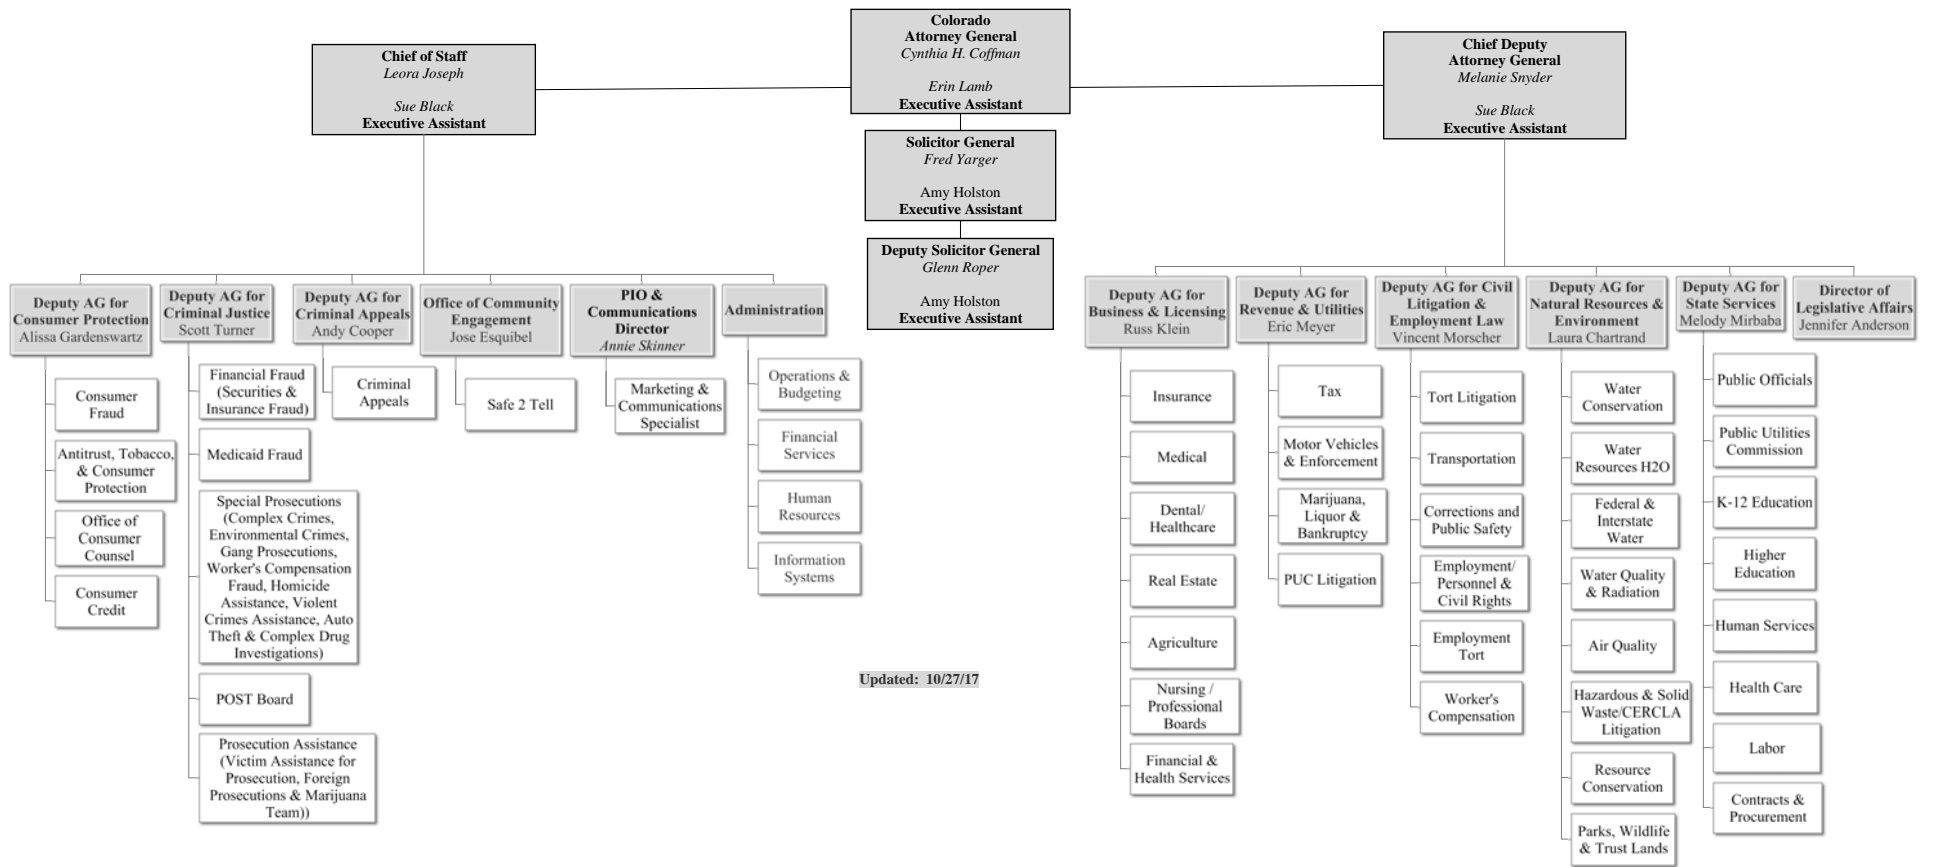 Colorado
Attorney General
Cynthia H. Coffman
Erin Lamb
Executive Assistant
Chief of Staff
Leora Joseph
Sue Black
Executive Assistant
Chief Deputy
Attorney General
Melanie Snyder
Sue Black
Executive Assistant
Solicitor General
Fred Yarger
Amy Holston
Executive Assistant
Deputy Solicitor General
Glenn Roper
Amy Holston
Executive Assistant
Deputy AG for
Consumer Protection
Alissa Gardenswartz
Consumer
Fraud
Antitrust, Tobacco,
& Consumer
Protection
Office of
Consumer
Counsel
Consumer
Credit
Deputy AG for
Criminal Justice
Scott Turner
Financial Fraud
(Securities &
Insurance Fraud)
Medicaid Fraud
Special Prosecutions
(Complex Crimes,
Environmental Crimes,
Gang Prosecutions,
Worker's Compensation
Fraud, Homicide
Assistance, Violent
Crimes Assistance, Auto
Theft & Complex Drug
Investigations)
POST Board
Prosecution Assistance
(Victim Assistance for
Prosecution, Foreign
Prosecutions & Marijuana
Team))
Deputy AG for
Criminal Appeals
Andy Cooper
Criminal
Appeals
Office of Community
Engagement
Jose Esquibel
Safe 2 Tell
PIO &
Communications
Director
Annie Skinner
Marketing &
Communications
Specialist
Administration
Operations &
Budgeting
Financial
Services
Human
Resources
Information
Systems
Updated: 10/27/17
Deputy AG for
Business & Licensing
Russ Klein
Insurance
Medical
Dental/
Healthcare
Real Estate
Agriculture
Nursing /
Professional
Boards
Financial &
Health Services
Deputy AG for
Revenue & Utilities
Eric Meyer
Tax
Motor Vehicles
& Enforcement
Marijuana,
Liquor &
Bankruptcy
PUC Litigation
Deputy AG for Civil
Litigation &
Employment Law
Vincent Morscher
Tort Litigation
Transportation
Corrections and
Public Safety
Employment/
Personnel &
Civil Rights
Employment
Tort
Worker's
Compensation
Deputy AG for
Natural Resources &
Environment
Laura Chartrand
Water
Conservation
Water
Resources H2O
Federal &
Interstate
Water
Water Quality
& Radiation
Air Quality
Hazardous & Solid
Waste/CERCLA
Litigation
Resource
Conservation
Parks, Wildlife
& Trust Lands
Deputy AG for
State Services
Melody Mirbaba
Public Officials
Public Utilities
Commission
K-12 Education
Higher
Education
Human Services
Health Care
Labor
Contracts &
Procurement
Director of
Legislative Affairs
Jennifer Anderson